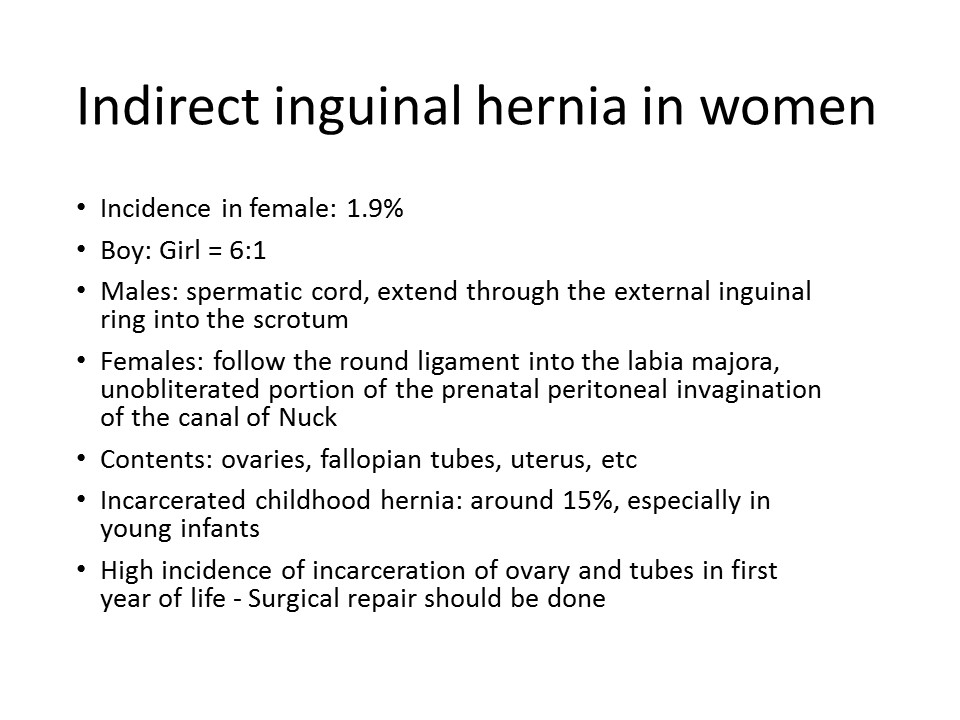 Indirect inguinal hernia in women
• Incidence in female: 1.9%
• Boy: Girl = 6:1
• Males: spermatic cord, extend through the external inguinal
ring into the scrotum
• Females: follow the round ligament into the labia majora,
unobliterated portion of the prenatal peritoneal invagination
of the canal of Nuck
• Contents: ovaries, fallopian tubes, uterus, etc
• Incarcerated childhood hernia: around 15%, especially in
young infants
• High incidence of incarceration of ovary and tubes in first
year of life - Surgical repair should be done